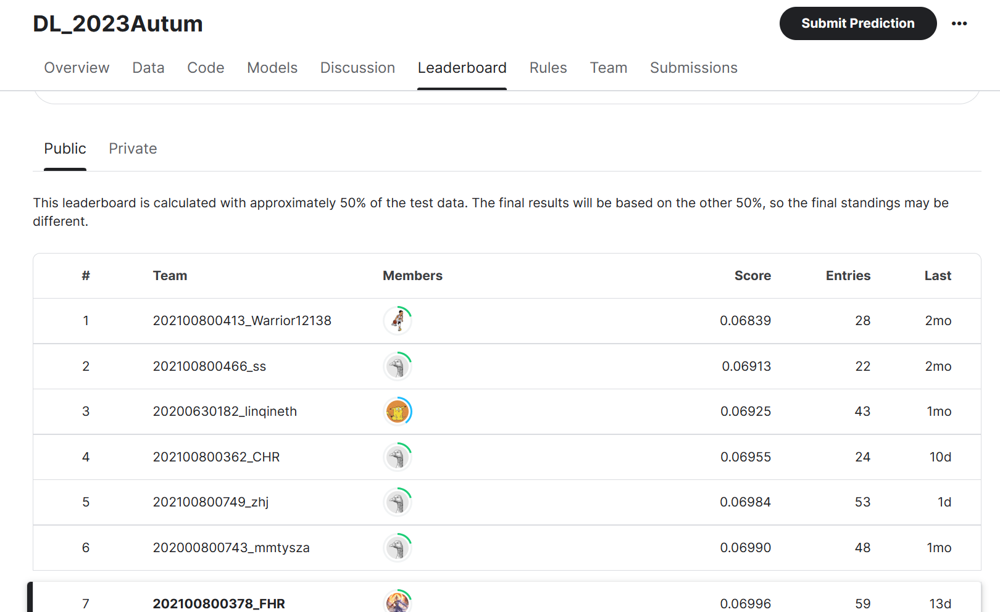 DL_2023Autum
Submit Prediction
Overview Data Code Models Discussion Leaderboard Rules Team Submissions
Public Private
This leaderboard is calculated with approximately 50% of the test data. The final results will be based on the other 50%, so the final standings may be
different.
# Team Members Score Entries Last
1 202100800413_Warrior12138 0.06839 28 2mo
2 202100800466_ss 0.06913 22 2mo
3 20200630182_linqineth 0.06925 43 1mo
4 202100800362_CHR 0.06955 24 10d
5 202100800749_zhj 0.06984 53 1d
6 202000800743_mmtysza 0.06990 48 1mo
7 202100800378_FHR 0.06996 59 13d